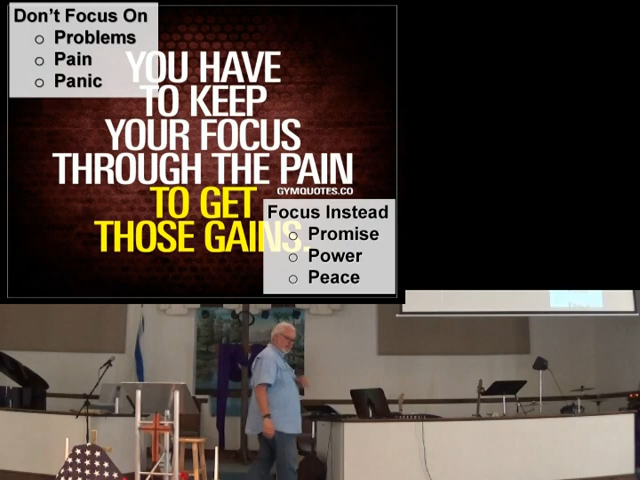 Don't Focus On
o Problems
o Pain
o Panic
YOU HAVE
TO KEEP
YOUR FOCUS
THROUGH THE PAIN
GYMQUOTES.CO
TO GET
THOSE GAINS.
Focus Instead
o Promise
o Power
o Peace